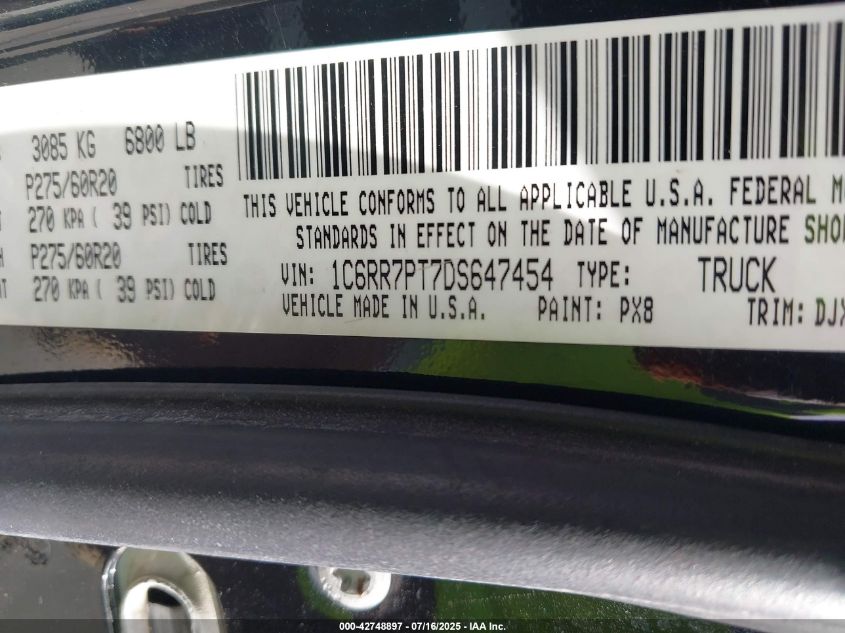 3085 KG 6800 LB
P275/60R20 TIRES
270 KPA ( 39 PSI) COLD
P275/60R20 TIRES
270 KPA ( 39 PSI) COLD
THIS VEHICLE CONFORMS TO ALL APPLICABLE U.S.A. FEDERAL
STANDARDS IN EFFECT ON THE DATE OF MANUFACTURE
VIN: 1C6RR7PT7DS647454 TYPE: TRUCK
VEHICLE MADE IN U.S.A. PAINT: PX8 TRIM: DJX
000-42748897 - 07/16/2025 - IAA Inc.